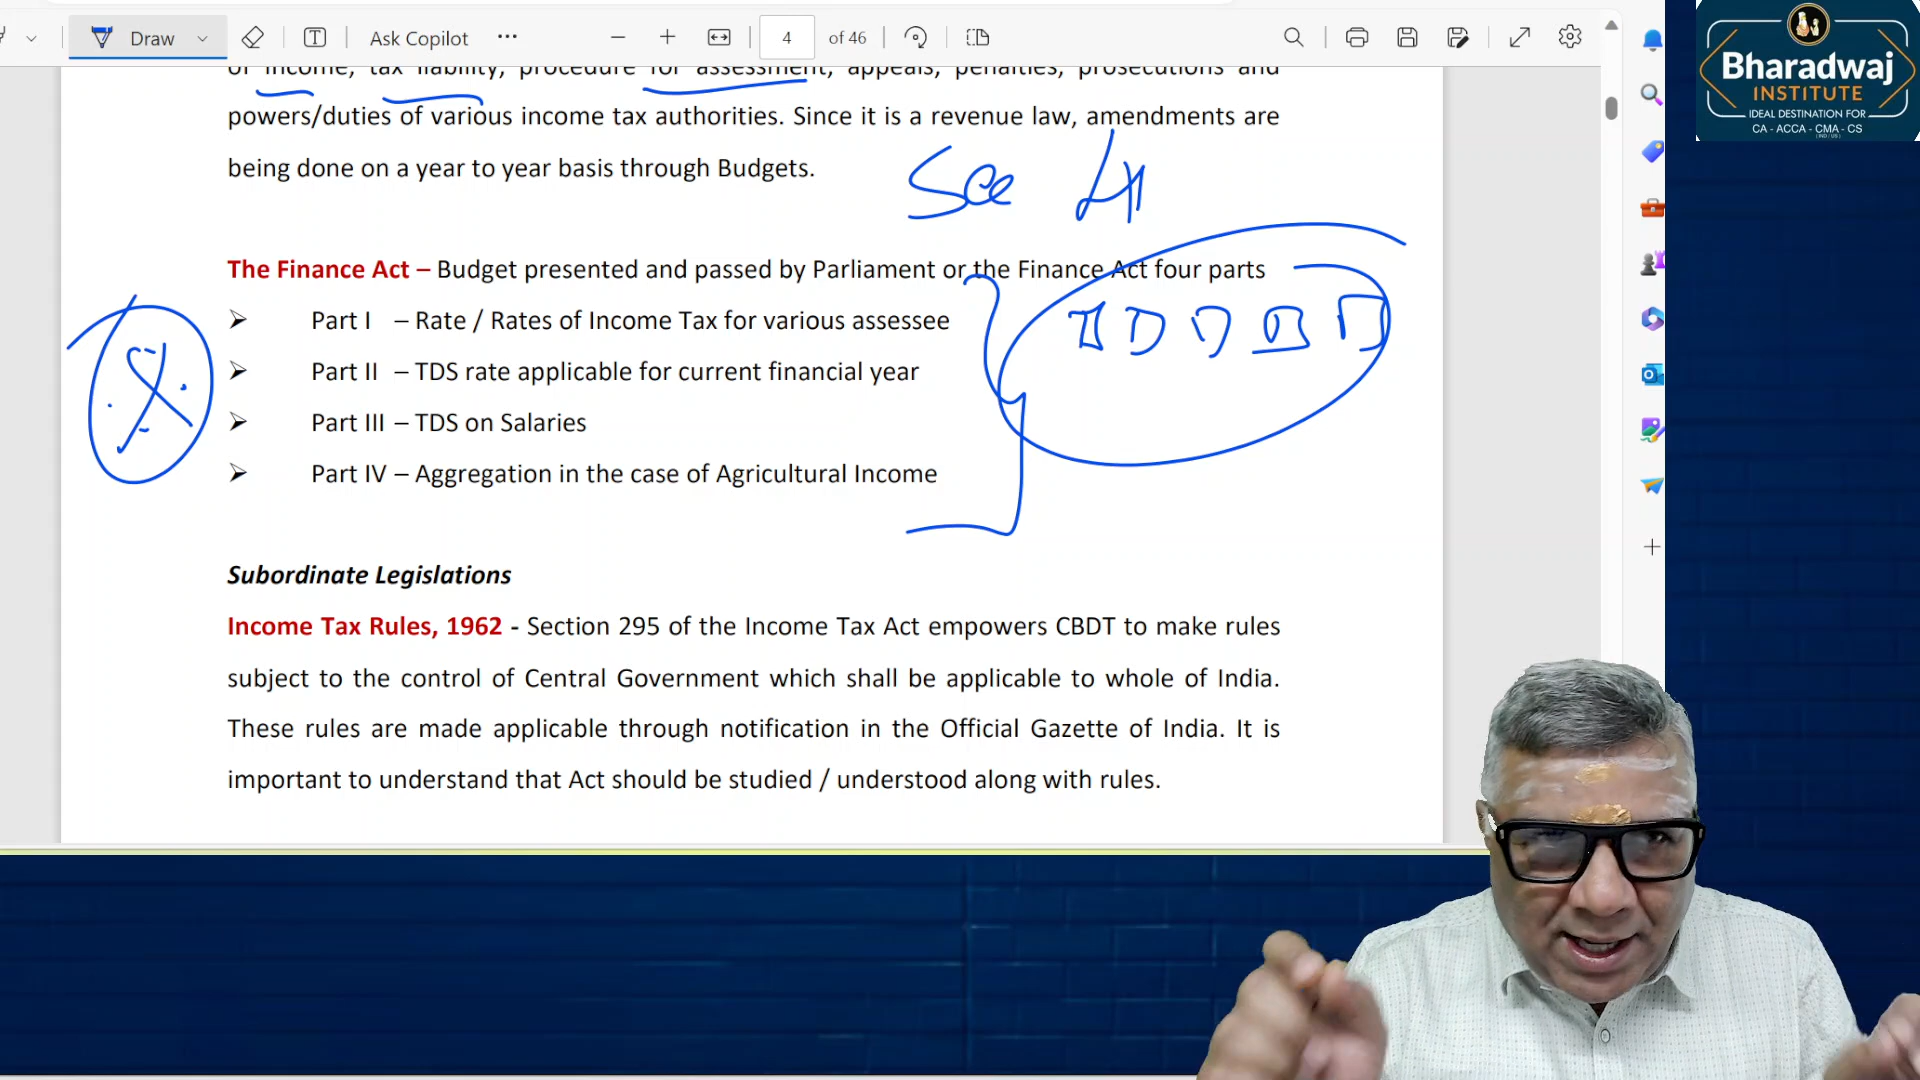 Draw
Ask Copilot
4 of 46
of income, tax liability, procedure for assessment, appeals, penalties, prosecutions and
powers/duties of various income tax authorities. Since it is a revenue law, amendments are
being done on a year to year basis through Budgets.
See
The Finance Act – Budget presented and passed by Parliament or the Finance Act four parts
➢ Part I – Rate / Rates of Income Tax for various assessee
➢ Part II – TDS rate applicable for current financial year
➢ Part III – TDS on Salaries
➢ Part IV – Aggregation in the case of Agricultural Income
Subordinate Legislations
Income Tax Rules, 1962 - Section 295 of the Income Tax Act empowers CBDT to make rules
subject to the control of Central Government which shall be applicable to whole of India.
These rules are made applicable through notification in the Official Gazette of India. It is
important to understand that Act should be studied / understood along with rules.
Bharadwaj
INSTITUTE
IDEAL DESTINATION FOR
CA - ACCA - CMA - CS